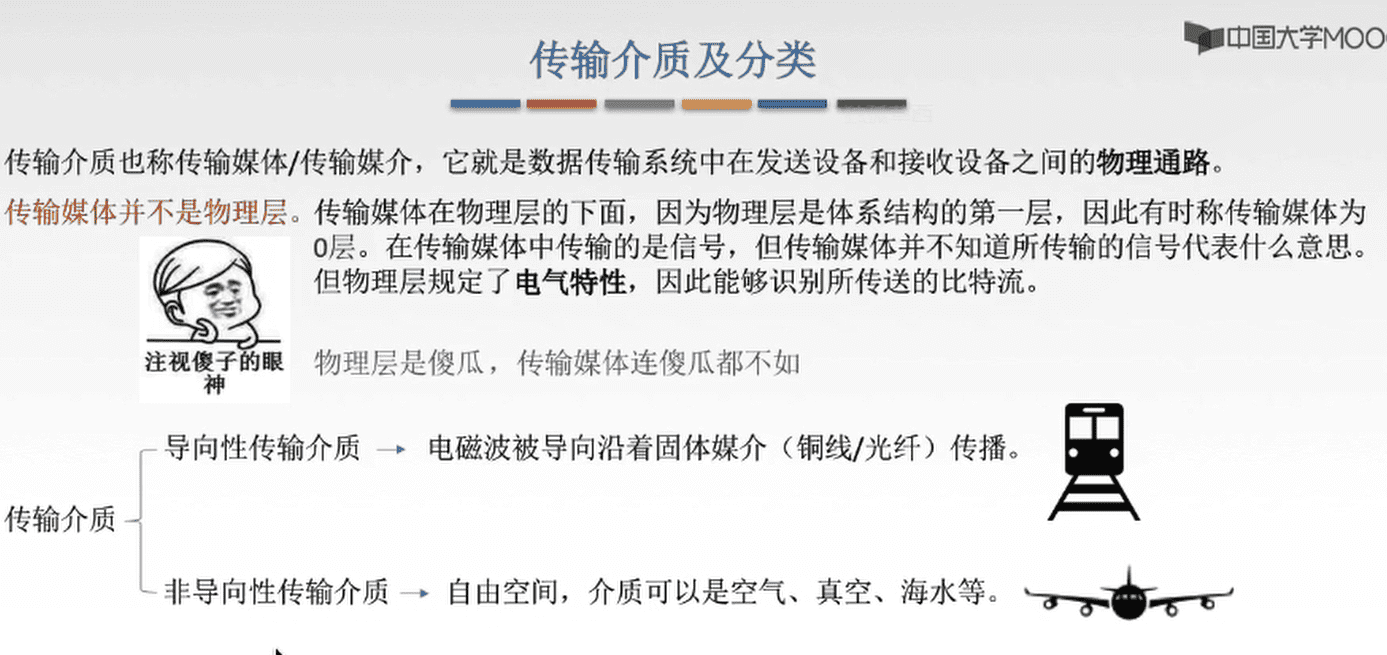 中国大学MOO
传输介质及分类
传输介质也称传输媒体/传输媒介，它就是数据传输系统中在发送设备和接收设备之间的物理通路。
传输媒体并不是物理层。传输媒体在物理层的下面，因为物理层是体系结构的第一层，因此有时称传输媒体为
0层。在传输媒体中传输的是信号，但传输媒体并不知道所传输的信号代表什么意思。
但物理层规定了电气特性，因此能够识别所传送的比特流。
注视傻子的眼
神
物理层是傻瓜，传输媒体连傻瓜都不如
导向性传输介质 → 电磁波被导向沿着固体媒介（铜线/光纤）传播。
传输介质
非导向性传输介质 → 自由空间，介质可以是空气、真空、海水等。